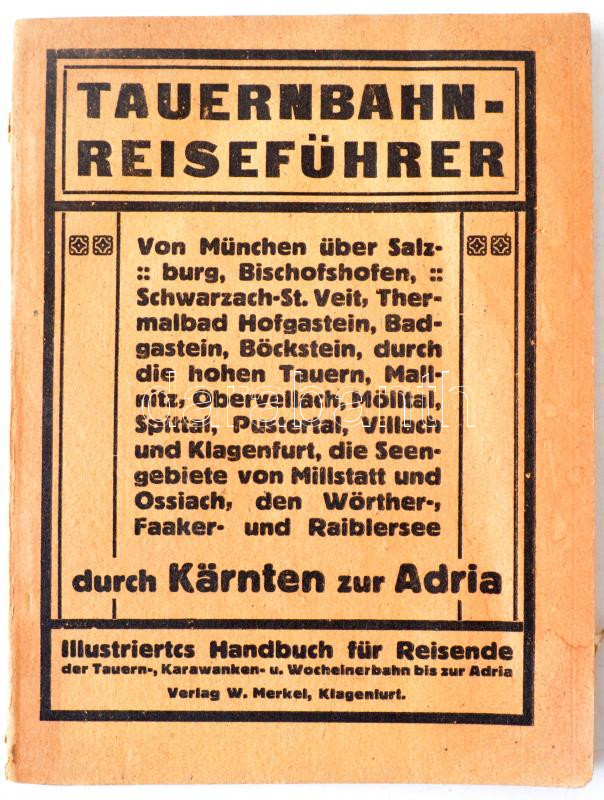 TAUERNBAHN-
REISEFÜHRER
Von München über Salz-
:: burg, Bischofshofen, ::
Schwarzach-St. Veit, Ther-
malbad Hofgastein, Bad-
gastein, Böckstein, durch
die hohen Tauern, Mall-
nitz, Obervellach, Mölltal,
Spittal, Pustertal, Villach
und Klagenfurt, die Seen-
gebiete von Millstatt und
Ossiach, den Wörther-,
Faaker- und Raiblersee
durch Kärnten zur Adria
Illustriertes Handbuch für Reisende
der Tauern-, Karawanken- u. Wocheinerbahn bis zur Adria
Verlag W. Merkel, Klagenfurt.
darabanth